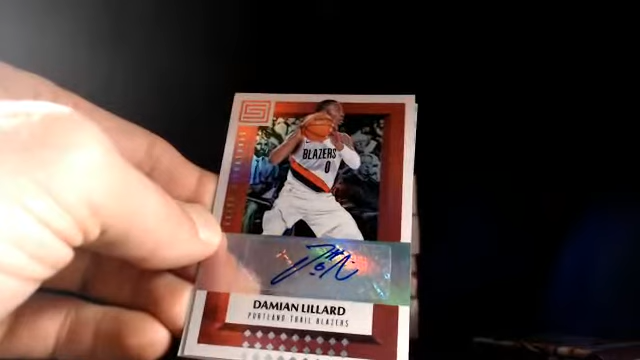 BLAZERS
0
DAMIAN LILLARD
PORTLAND TRAIL BLAZERS